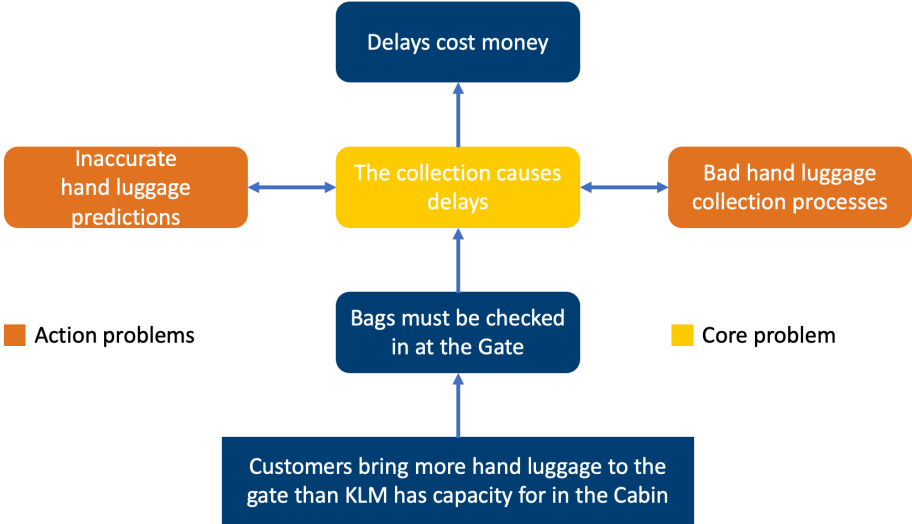 Delays cost money
Inaccurate
hand luggage
predictions
The collection causes
delays
Bad hand luggage
collection processes
Bags must be checked
in at the Gate
Action problems
Core problem
Customers bring more hand luggage to the
gate than KLM has capacity for in the Cabin